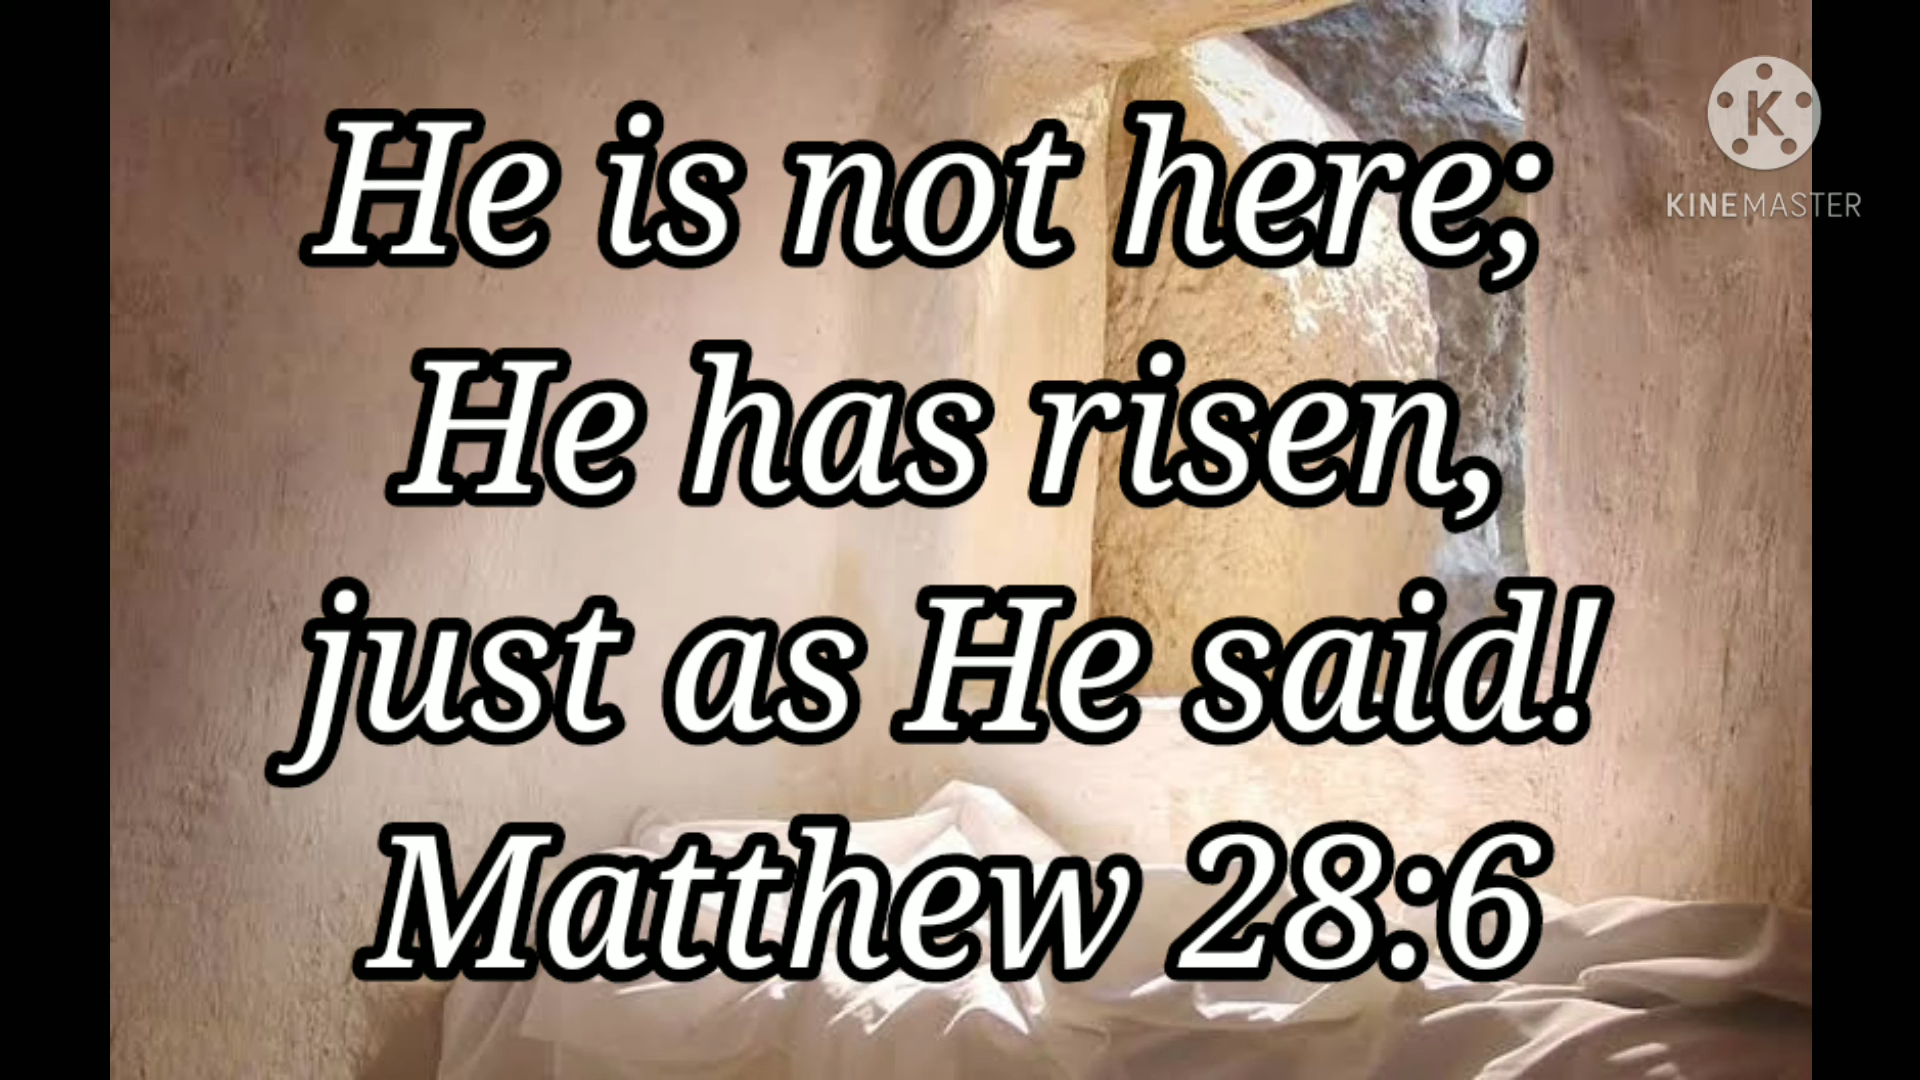 He is not here;
He has risen,
just as He said!
Matthew 28:6
K
KINEMASTER